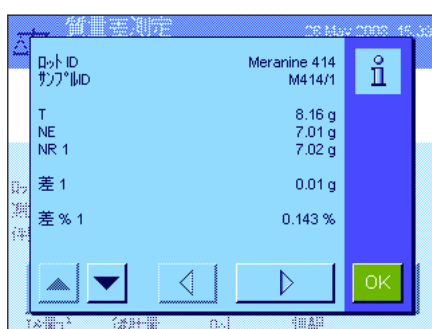 質量差測定
ロット ID Meranine 414
サンプルID M414/1
T 8.16 g
NE 7.01 g
NR 1 7.02 g
差 1 0.01 g
差 % 1 0.143 %
OK